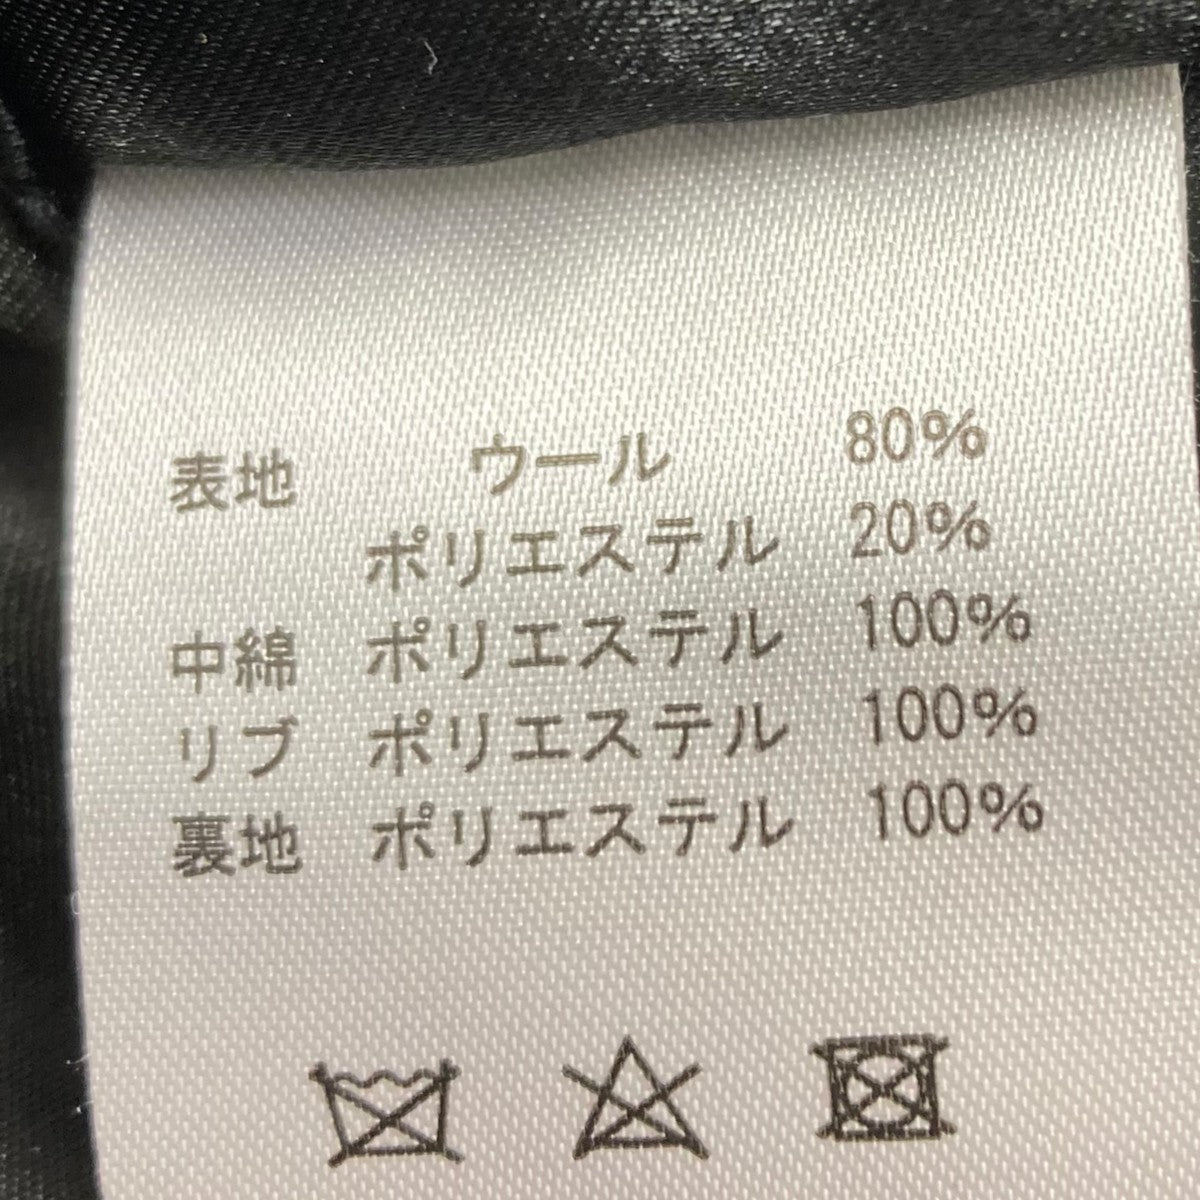 表地 ウール 80%
ポリエステル 20%
中綿 ポリエステル 100%
リブ ポリエステル 100%
裏地 ポリエステル 100%